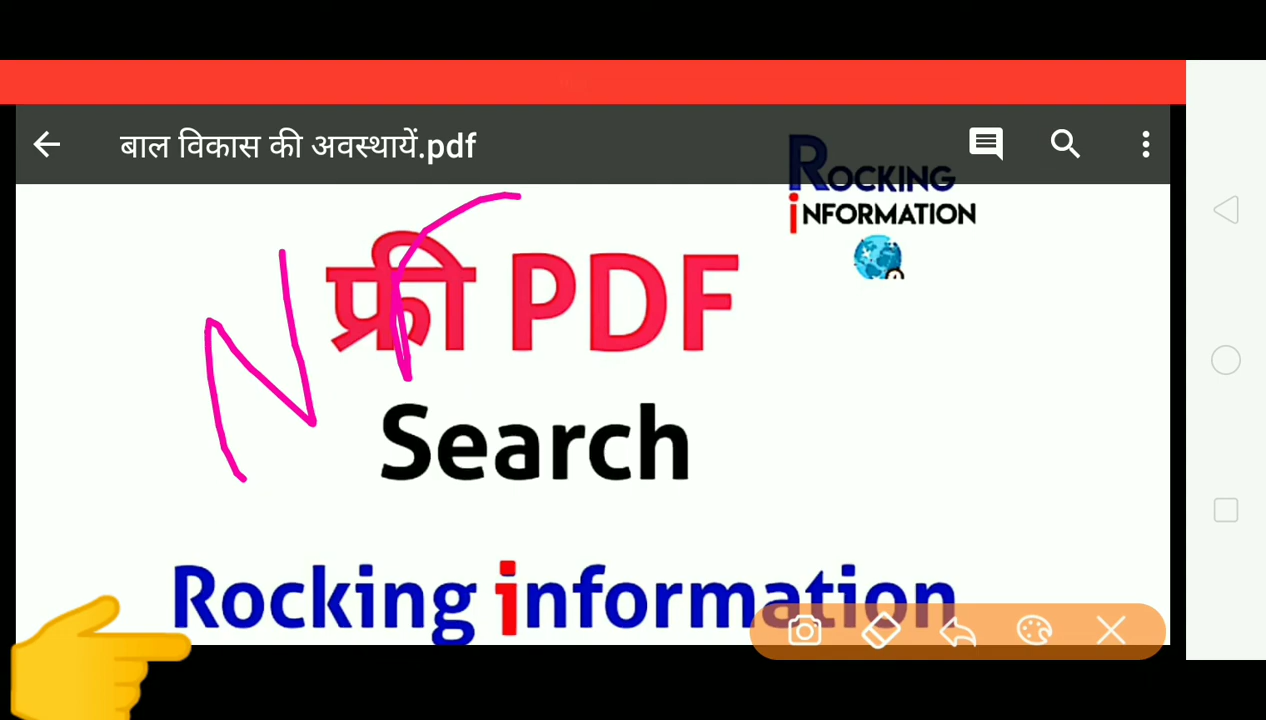 बाल विकास की अवस्थायें.pdf
ROCKING
iNFORMATION
फ्री PDF
N
Search
Rocking information